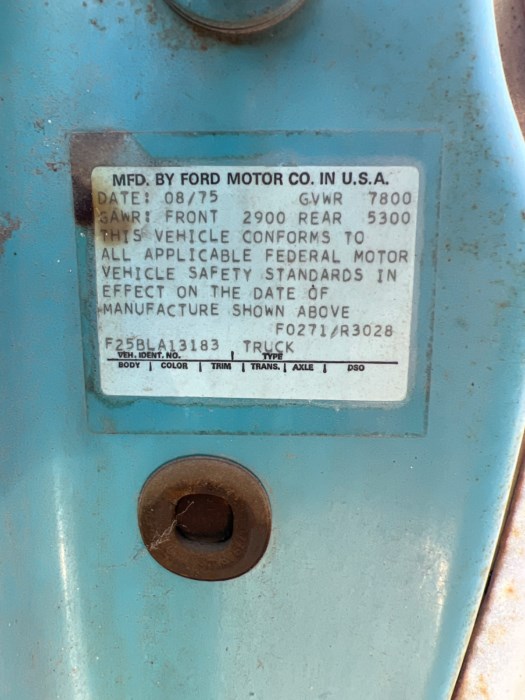 MFD. BY FORD MOTOR CO. IN U.S.A.
DATE: 08/75 GVWR 7800
GAWR: FRONT 2900 REAR 5300
THIS VEHICLE CONFORMS TO
ALL APPLICABLE FEDERAL MOTOR
VEHICLE SAFETY STANDARDS IN
EFFECT ON THE DATE OF
MANUFACTURE SHOWN ABOVE
F0271/R3028
F25BLA13183 TRUCK
VEH. IDENT. NO. | TYPE
BODY | COLOR | TRIM | TRANS. | AXLE | DSO